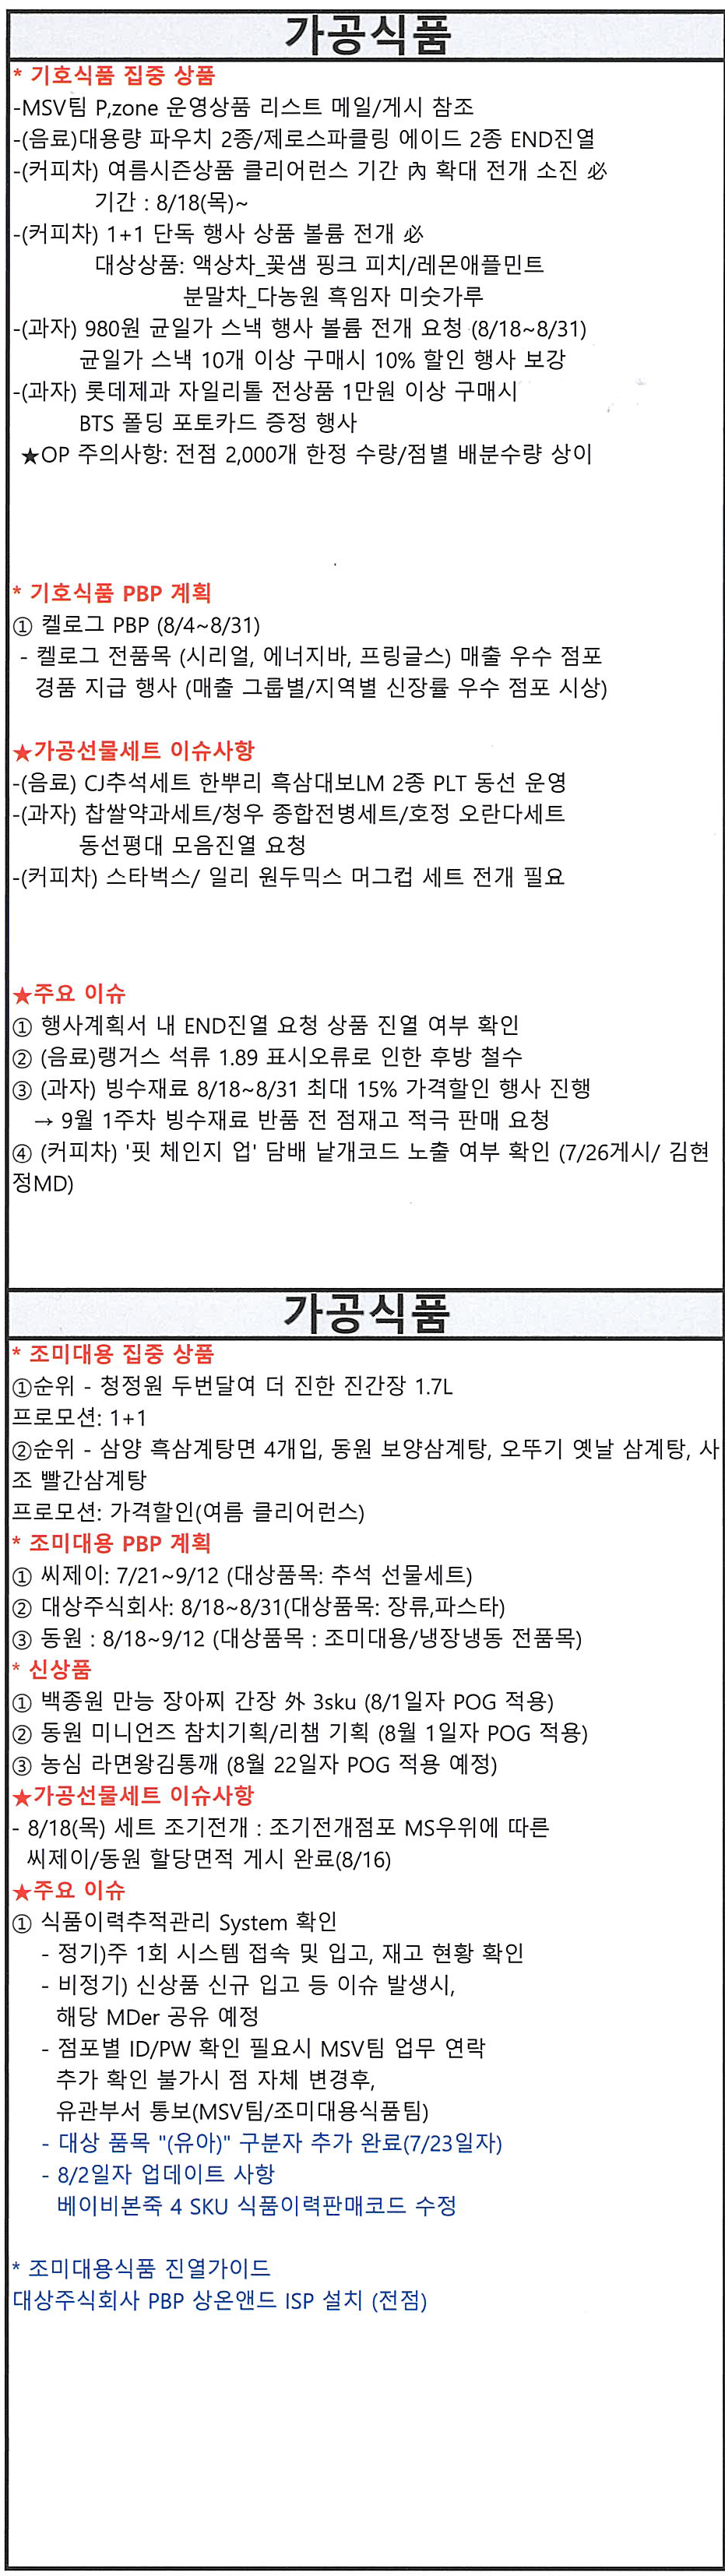 가공식품
* 기호식품 집중 상품
-MSV팀 P,zone 운영상품 리스트 메일/게시 참조
-(음료)대용량 파우치 2종/제로스파클링 에이드 2종 END진열
-(커피차) 여름시즌상품 클리어런스 기간 內 확대 전개 소진 必
기간 : 8/18(목)~
-(커피차) 1+1 단독 행사 상품 볼륨 전개 必
대상상품: 액상차_꽃샘 핑크 피치/레몬애플민트
분말차_다농원 흑임자 미숫가루
-(과자) 980원 균일가 스낵 행사 볼륨 전개 요청 (8/18~8/31)
균일가 스낵 10개 이상 구매시 10% 할인 행사 보강
-(과자) 롯데제과 자일리톨 전상품 1만원 이상 구매시
BTS 폴딩 포토카드 증정 행사
★OP 주의사항: 전점 2,000개 한정 수량/점별 배분수량 상이
* 기호식품 PBP 계획
① 켈로그 PBP (8/4~8/31)
- 켈로그 전품목 (시리얼, 에너지바, 프링글스) 매출 우수 점포
경품 지급 행사 (매출 그룹별/지역별 신장률 우수 점포 시상)
★가공선물세트 이슈사항
-(음료) CJ추석세트 한뿌리 흑삼대보LM 2종 PLT 동선 운영
-(과자) 찹쌀약과세트/청우 종합전병세트/호정 오란다세트
동선평대 모음진열 요청
-(커피차) 스타벅스/ 일리 원두믹스 머그컵 세트 전개 필요
★주요 이슈
① 행사계획서 내 END진열 요청 상품 진열 여부 확인
② (음료)랭거스 석류 1.89 표시오류로 인한 후방 철수
③ (과자) 빙수재료 8/18~8/31 최대 15% 가격할인 행사 진행
→ 9월 1주차 빙수재료 반품 전 점재고 적극 판매 요청
④ (커피차) '핏 체인지 업' 담배 낱개코드 노출 여부 확인 (7/26게시/ 김현
정MD)
가공식품
* 조미대용 집중 상품
①순위 - 청정원 두번달여 더 진한 진간장 1.7L
프로모션: 1+1
②순위 - 삼양 흑삼계탕면 4개입, 동원 보양삼계탕, 오뚜기 옛날 삼계탕, 사
조 빨간삼계탕
프로모션: 가격할인(여름 클리어런스)
* 조미대용 PBP 계획
① 씨제이: 7/21~9/12 (대상품목: 추석 선물세트)
② 대상주식회사: 8/18~8/31(대상품목: 장류,파스타)
③ 동원 : 8/18~9/12 (대상품목 : 조미대용/냉장냉동 전품목)
* 신상품
① 백종원 만능 장아찌 간장 外 3sku (8/1일자 POG 적용)
② 동원 미니언즈 참치기획/리챔 기획 (8월 1일자 POG 적용)
③ 농심 라면왕김통깨 (8월 22일자 POG 적용 예정)
★가공선물세트 이슈사항
- 8/18(목) 세트 조기전개 : 조기전개점포 MS우위에 따른
씨제이/동원 할당면적 게시 완료(8/16)
★주요 이슈
① 식품이력추적관리 System 확인
- 정기)주 1회 시스템 접속 및 입고, 재고 현황 확인
- 비정기) 신상품 신규 입고 등 이슈 발생시,
해당 MDer 공유 예정
- 점포별 ID/PW 확인 필요시 MSV팀 업무 연락
추가 확인 불가시 점 자체 변경후,
유관부서 통보(MSV팀/조미대용식품팀)
- 대상 품목 "(유아)" 구분자 추가 완료(7/23일자)
- 8/2일자 업데이트 사항
베이비본죽 4 SKU 식품이력판매코드 수정
* 조미대용식품 진열가이드
대상주식회사 PBP 상온앤드 ISP 설치 (전점)